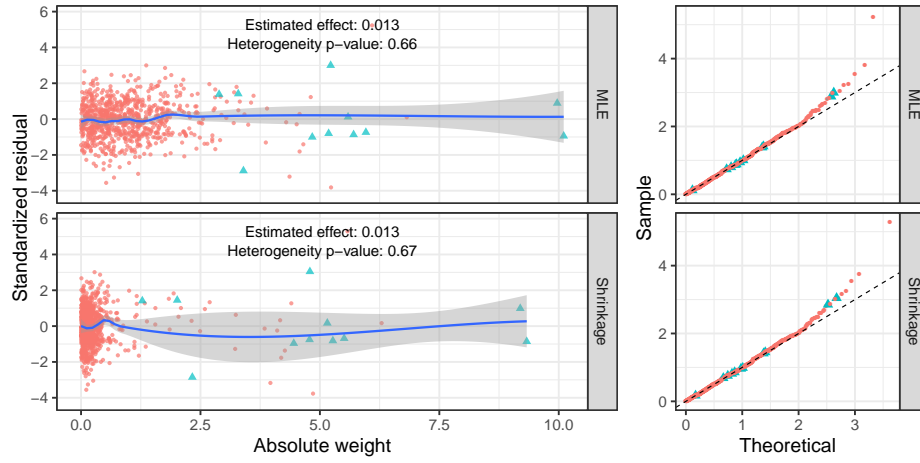 Standardized residual
6
4
2
0
−2
−4
Estimated effect: 0.013
Heterogeneity p-value: 0.66
MLE
6
4
2
0
−2
−4
Estimated effect: 0.013
Heterogeneity p-value: 0.67
Shrinkage
0.0
2.5
5.0
7.5
10.0
Absolute weight
Sample
4
2
0
MLE
4
2
0
Shrinkage
0
1
2
3
Theoretical